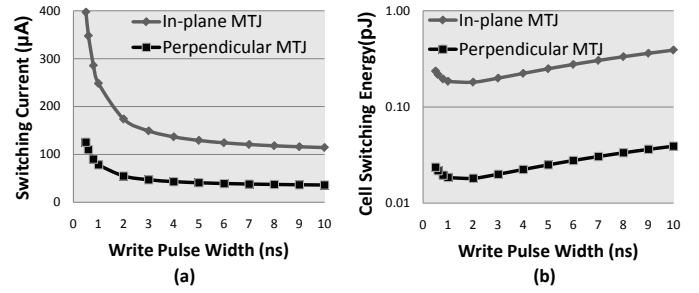 Switching Current (µA)
400
300
200
100
0
In-plane MTJ
Perpendicular MTJ
0 1 2 3 4 5 6 7 8 9 10
Write Pulse Width (ns)
(a)
Cell Switching Energy(pJ)
1.00
0.10
0.01
In-plane MTJ
Perpendicular MTJ
0 1 2 3 4 5 6 7 8 9 10
Write Pulse Width (ns)
(b)